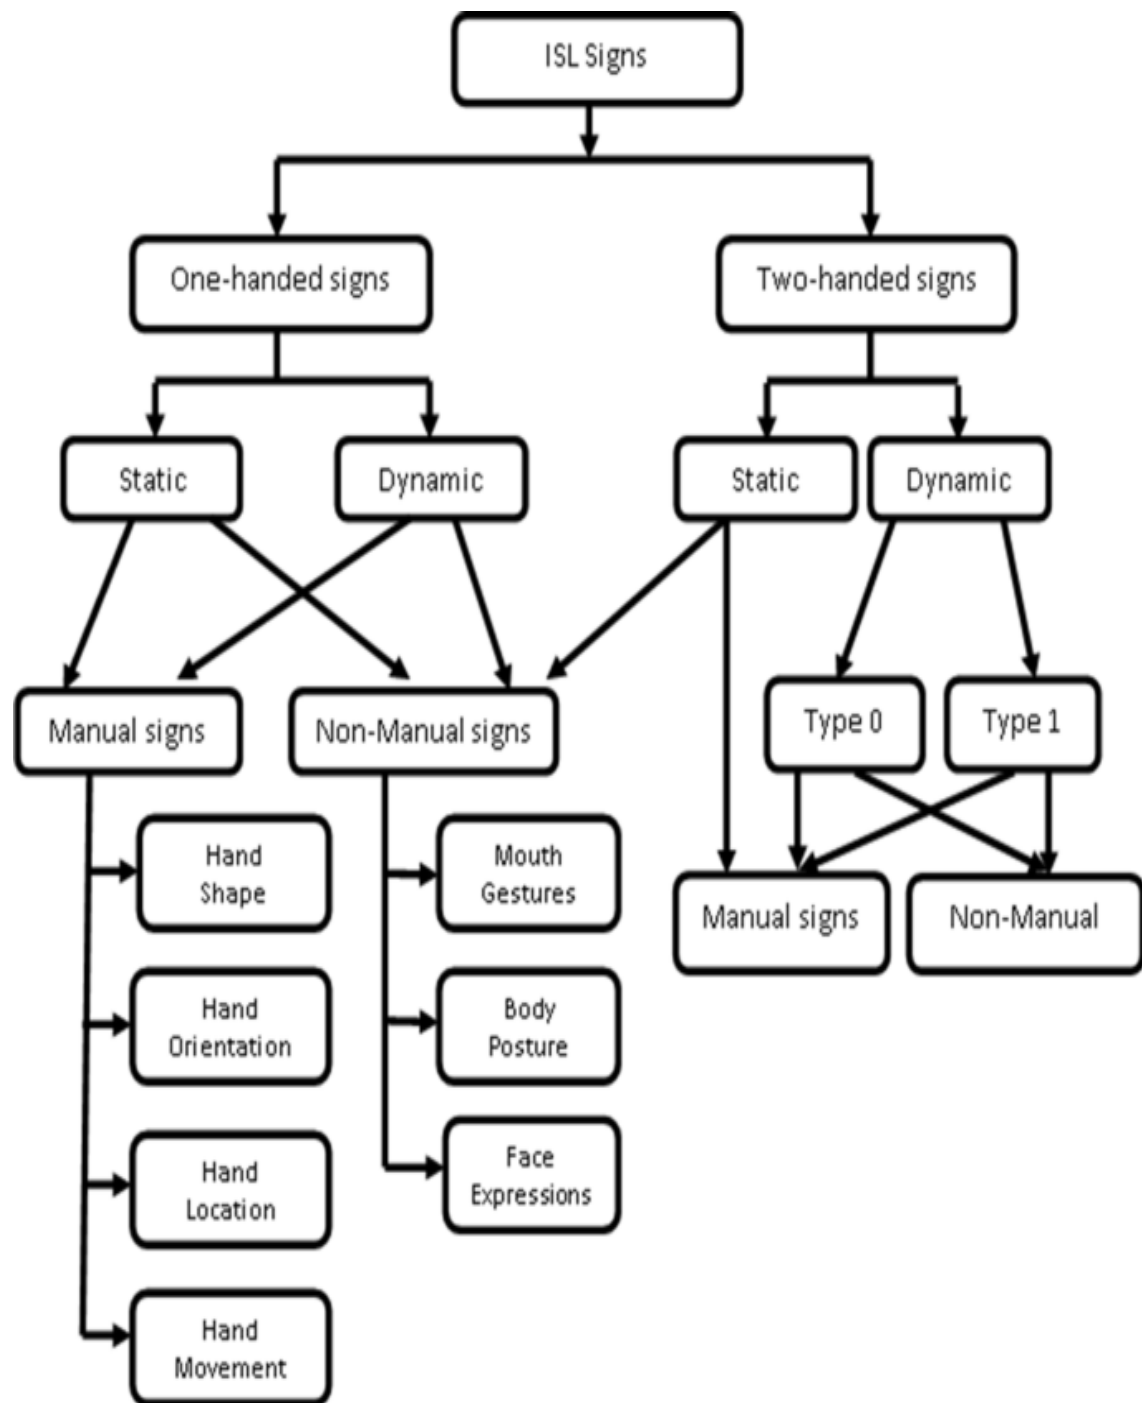 ISL Signs
One-handed signs
Two-handed signs
Static
Dynamic
Static
Dynamic
Manual signs
Non-Manual signs
Type 0
Type 1
Hand
Shape
Mouth
Gestures
Manual signs
Non-Manual
Hand
Orientation
Body
Posture
Hand
Location
Face
Expressions
Hand
Movement